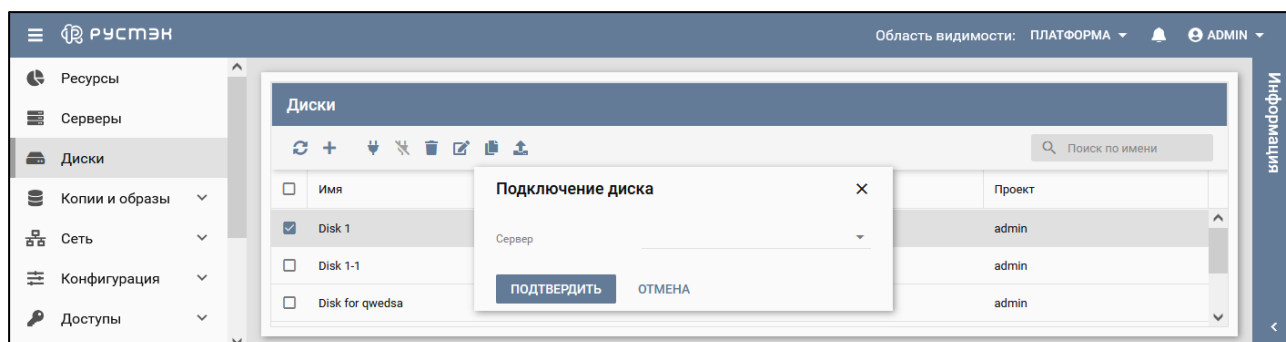 РУСТЭК
Область видимости: ПЛАТФОРМА
ADMIN
Ресурсы
Серверы
Диски
Копии и образы
Сеть
Конфигурация
Доступы
Диски
Поиск по имени
Имя
Проект
Disk 1
admin
Disk 1-1
admin
Disk for qwedsa
admin
Подключение диска
Сервер
ПОДТВЕРДИТЬ
ОТМЕНА
Информация